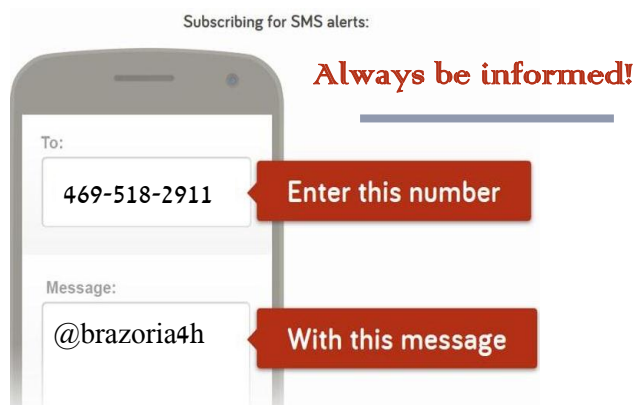 Subscribing for SMS alerts:
Always be informed!
To:
469-518-2911
Enter this number
Message:
@brazoria4h
With this message